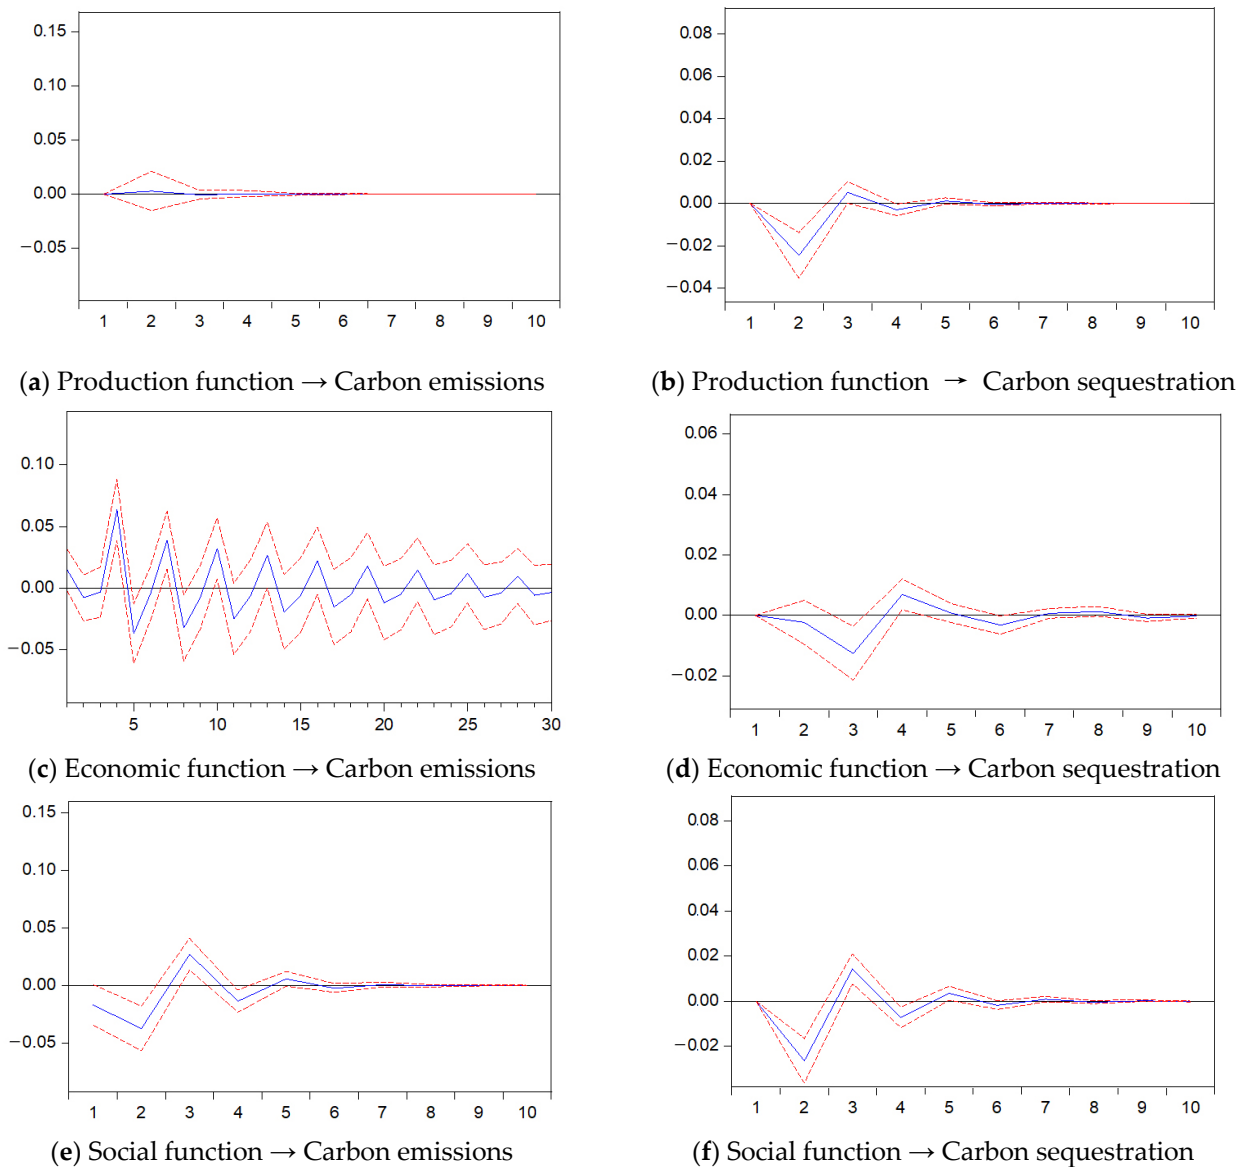 0.15
0.10
0.05
0.00
−0.05
1 2 3 4 5 6 7 8 9 10
(a) Production function → Carbon emissions
0.08
0.06
0.04
0.02
0.00
−0.02
−0.04
1 2 3 4 5 6 7 8 9 10
(b) Production function → Carbon sequestration
0.10
0.05
0.00
−0.05
5 10 15 20 25 30
(c) Economic function → Carbon emissions
0.06
0.04
0.02
0.00
−0.02
1 2 3 4 5 6 7 8 9 10
(d) Economic function → Carbon sequestration
0.15
0.10
0.05
0.00
−0.05
1 2 3 4 5 6 7 8 9 10
(e) Social function → Carbon emissions
0.08
0.06
0.04
0.02
0.00
−0.02
1 2 3 4 5 6 7 8 9 10
(f) Social function → Carbon sequestration